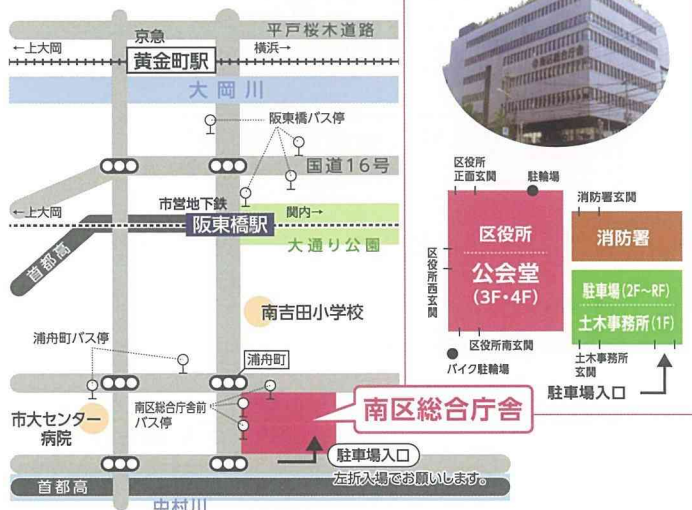 平戸桜木道路
京急
←上大岡
横浜→
黄金町駅
大岡川
阪東橋バス停
国道16号
市営地下鉄
←上大岡
阪東橋駅
関内→
大通り公園
首都高
南吉田小学校
浦舟町バス停
浦舟町
市大センター
病院
南区総合庁舎前
バス停
南区総合庁舎
駐車場入口
左折入場でお願いします。
首都高
中村川
南区総合庁舎
区役所
正面玄関
駐輪場
消防署玄関
区役所
消防署
区役所西玄関
公会堂
(3F・4F)
駐車場(2F〜RF)
土木事務所(1F)
区役所南玄関
バイク駐輪場
土木事務所
玄関
駐車場入口